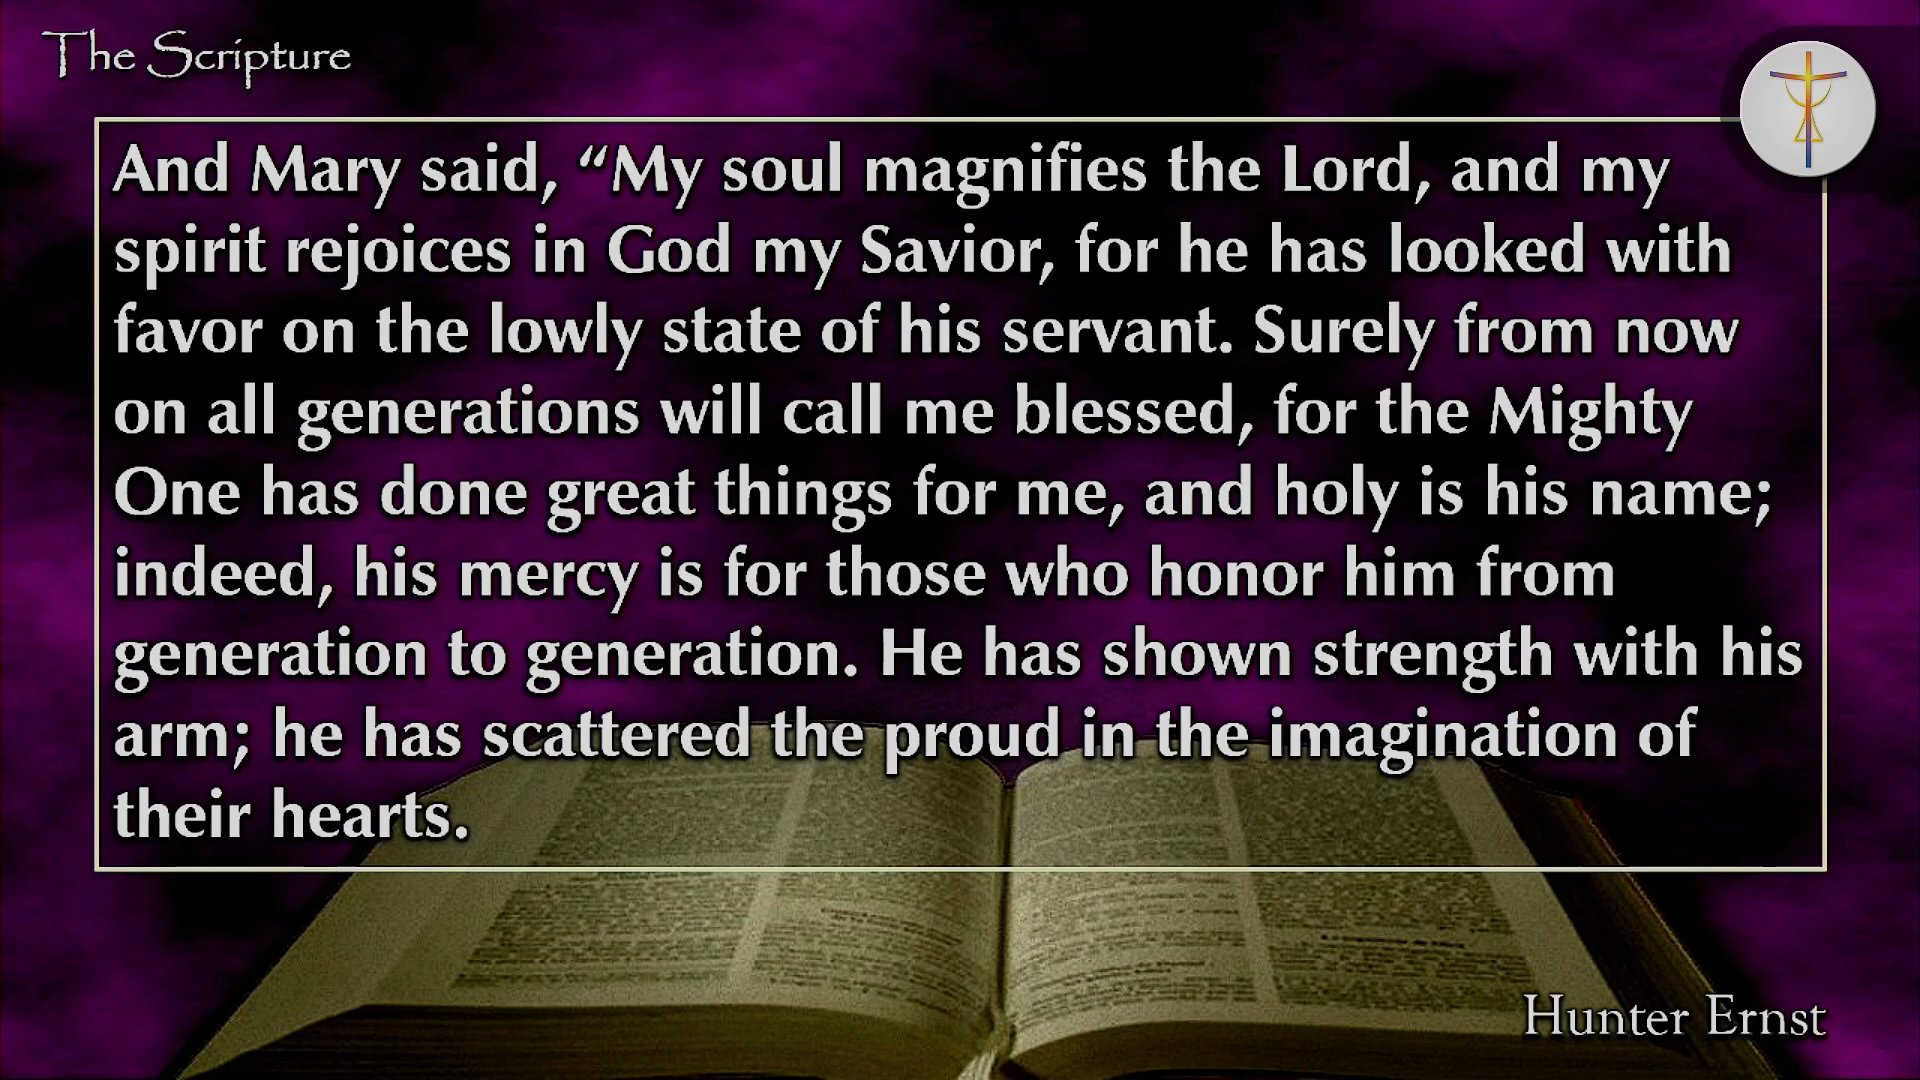 The Scripture
And Mary said, “My soul magnifies the Lord, and my
spirit rejoices in God my Savior, for he has looked with
favor on the lowly state of his servant. Surely from now
on all generations will call me blessed, for the Mighty
One has done great things for me, and holy is his name;
indeed, his mercy is for those who honor him from
generation to generation. He has shown strength with his
arm; he has scattered the proud in the imagination of
their hearts.
Hunter Ernst